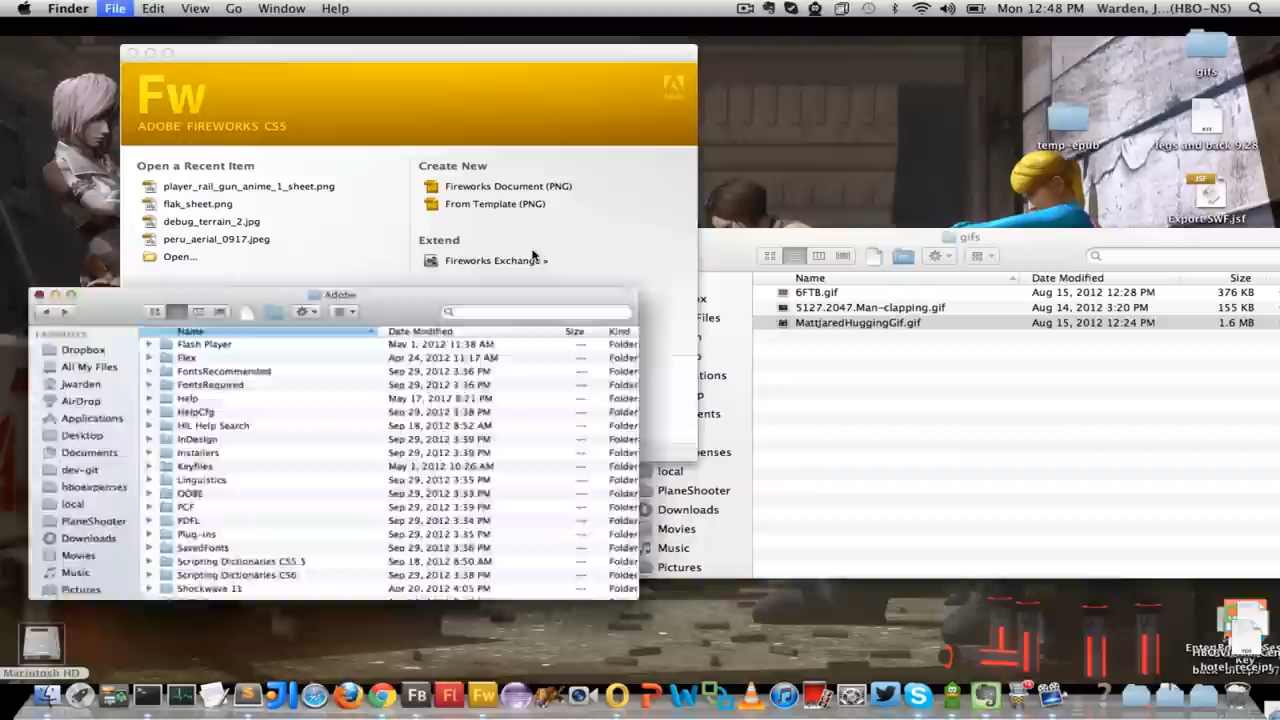 Finder File Edit View Go Window Help Mon 12:48 PM Warden, J...(HBO-NS)
gifs
temp-epub
legs and back 9.28
JSF
Export SWF.jsf
Fw
ADOBE FIREWORKS CS5
Open a Recent Item
player_rail_gun_anime_1_sheet.png
flak_sheet.png
debug_terrain_2.jpg
peru_aerial_0917.jpeg
Open...
Create New
Fireworks Document (PNG)
From Template (PNG)
Extend
Fireworks Exchange »
gifs
Name Date Modified Size
6FTB.gif Aug 15, 2012 12:28 PM 376 KB
S127.2047.Man-clapping.gif Aug 14, 2012 3:20 PM 155 KB
MattJaredHuggingGif.gif Aug 15, 2012 12:24 PM 1.6 MB
local
PlaneShooter
Downloads
Movies
Music
Pictures
Adobe
FAVORITES
Dropbox
All My Files
jwarden
AirDrop
Applications
Desktop
Documents
dev-git
hboexpenses
local
PlaneShooter
Downloads
Movies
Music
Pictures
Name Date Modified Size Kind
Flash Player May 1, 2012 11:38 AM -- Folder
Flex Apr 24, 2012 11:17 AM -- Folder
FontsRecommended Sep 29, 2012 3:36 PM -- Folder
FontsRequired Sep 29, 2012 3:36 PM -- Folder
Help May 17, 2012 8:21 PM -- Folder
HelpCfg Sep 29, 2012 3:38 PM -- Folder
HIL Help Search Sep 18, 2012 8:52 AM -- Folder
InDesign Sep 29, 2012 3:39 PM -- Folder
Installers Sep 29, 2012 3:39 PM -- Folder
Keyfiles May 1, 2012 10:26 AM -- Folder
Linguistics Sep 29, 2012 3:35 PM -- Folder
OOBE Sep 29, 2012 3:33 PM -- Folder
PCF Sep 29, 2012 3:39 PM -- Folder
PDFL Sep 29, 2012 3:34 PM -- Folder
Plug-ins Sep 29, 2012 3:35 PM -- Folder
SavedFonts Sep 29, 2012 3:36 PM -- Folder
Scripting Dictionaries CS5.5 Sep 18, 2012 6:50 AM -- Folder
Scripting Dictionaries CS6 Sep 29, 2012 3:38 PM -- Folder
Shockwave 11 Apr 20, 2012 4:05 PM -- Folder
Macintosh HD
hotel_receipt
Fb Fl Fw